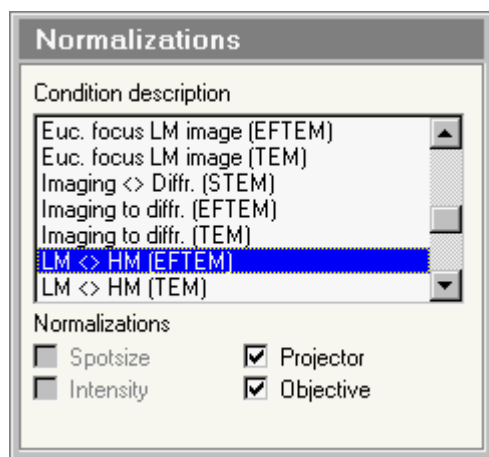 Normalizations
Condition description
Euc. focus LM image (EFTEM)
Euc. focus LM image (TEM)
Imaging <> Diffr. (STEM)
Imaging to diffr. (EFTEM)
Imaging to diffr. (TEM)
LM <> HM (EFTEM)
LM <> HM (TEM)
Normalizations
Spotsize Projector
Intensity Objective